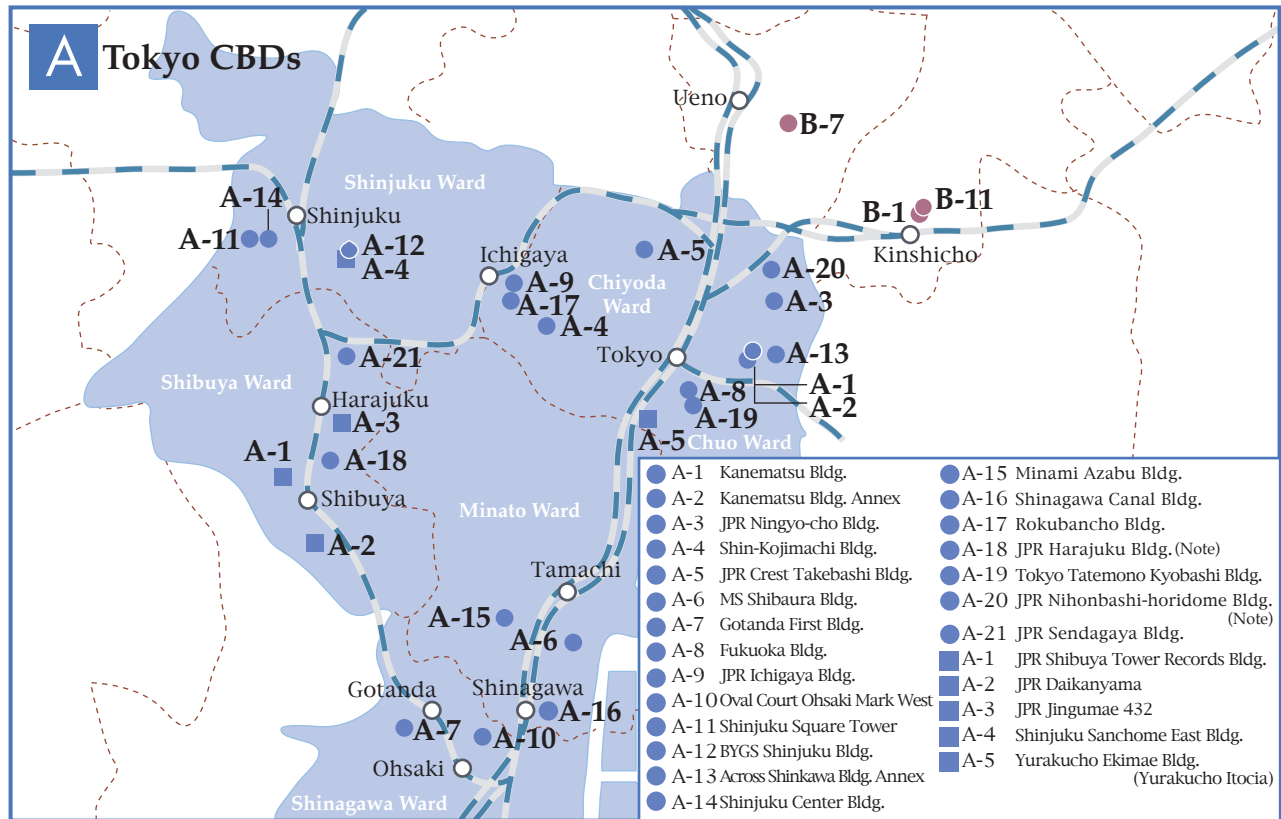 A Tokyo CBDs
Ueno
B-7
Shinjuku Ward
A-14
Shinjuku
B-11
B-1
A-11
A-12
A-4
Ichigaya
A-5
Kinshicho
A-20
A-9
Chiyoda
Ward
A-17
A-3
A-4
Tokyo
A-13
A-21
Shibuya Ward
A-8
A-1
Harajuku
A-19
A-2
A-3
A-5
Chuo Ward
A-1
A-18
Shibuya
Minato Ward
A-2
Tamachi
A-15
A-6
Gotanda
Shinagawa
A-16
A-7
A-10
Ohsaki
Shinagawa Ward
A-1 Kanematsu Bldg.
A-2 Kanematsu Bldg. Annex
A-3 JPR Ningyo-cho Bldg.
A-4 Shin-Kojimachi Bldg.
A-5 JPR Crest Takebashi Bldg.
A-6 MS Shibaura Bldg.
A-7 Gotanda First Bldg.
A-8 Fukuoka Bldg.
A-9 JPR Ichigaya Bldg.
A-10 Oval Court Ohsaki Mark West
A-11 Shinjuku Square Tower
A-12 BYGS Shinjuku Bldg.
A-13 Across Shinkawa Bldg. Annex
A-14 Shinjuku Center Bldg.
A-15 Minami Azabu Bldg.
A-16 Shinagawa Canal Bldg.
A-17 Rokubancho Bldg.
A-18 JPR Harajuku Bldg. (Note)
A-19 Tokyo Tatemono Kyobashi Bldg.
A-20 JPR Nihonbashi-horidome Bldg.
(Note)
A-21 JPR Sendagaya Bldg.
A-1 JPR Shibuya Tower Records Bldg.
A-2 JPR Daikanyama
A-3 JPR Jingumae 432
A-4 Shinjuku Sanchome East Bldg.
A-5 Yurakucho Ekimae Bldg.
(Yurakucho Itocia)